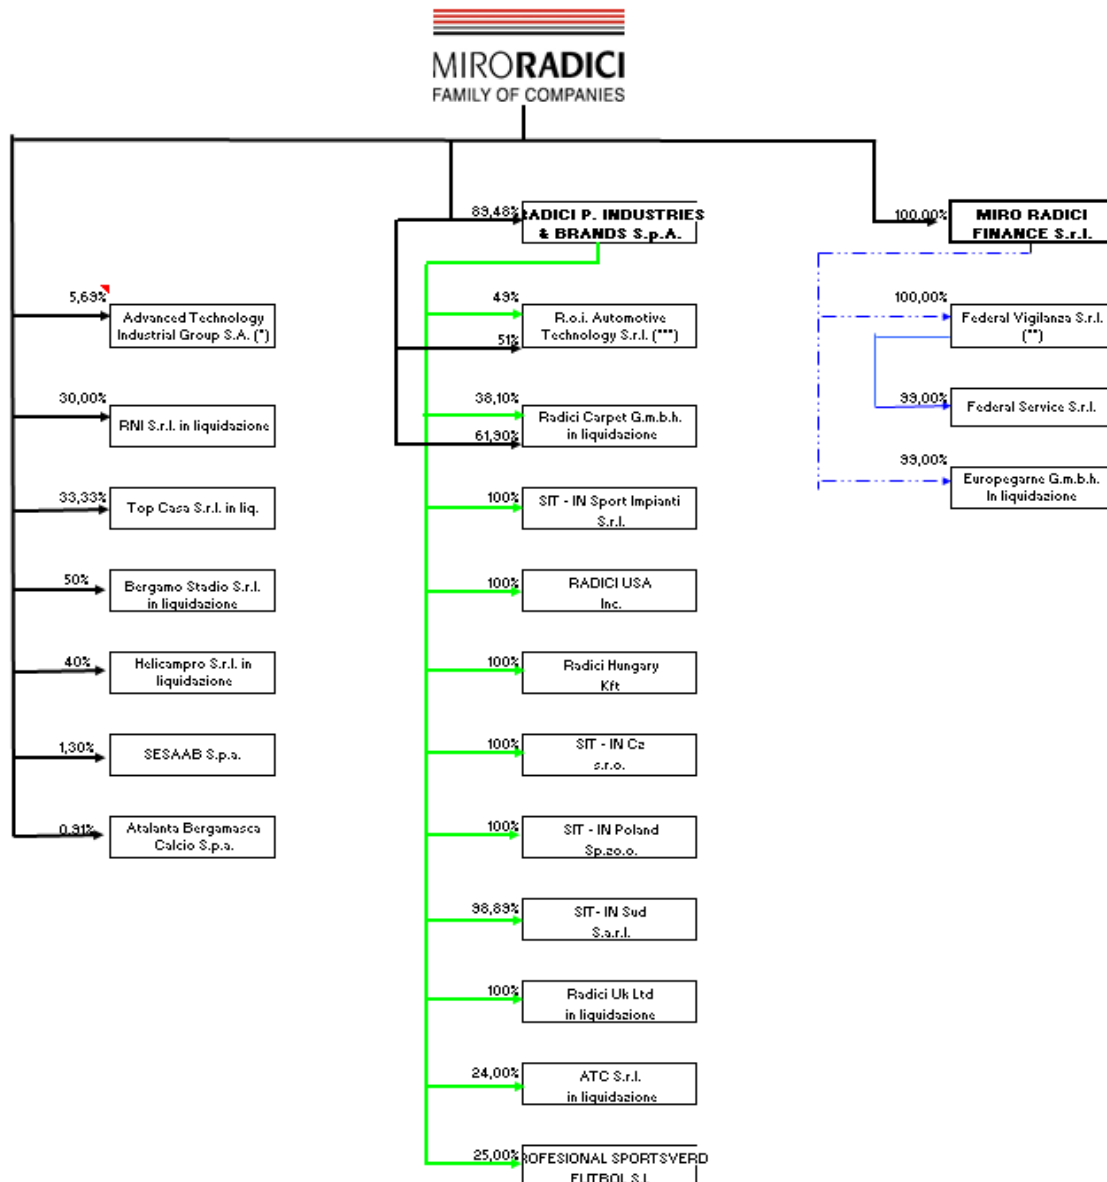 MIRORADICI
FAMILY OF COMPANIES
89,48%
RADICI P. INDUSTRIES
& BRANDS S.p.A.
100,00%
MIRO RADICI
FINANCE S.r.l.
5,69%
Advanced Technology
Industrial Group S.A. (*)
30,00%
RNI S.r.l. in liquidazione
33,33%
Top Casa S.r.l. in liq.
50%
Bergamo Stadio S.r.l.
in liquidazione
40%
Helicampro S.r.l. in
liquidazione
1,30%
SESAAB S.p.a.
0,91%
Atalanta Bergamasca
Calcio S.p.a.
49%
R.o.i. Automotive
Technology S.r.l. (***)
51%
38,10%
Radici Carpet G.m.b.h.
in liquidazione
61,90%
100%
SIT - IN Sport Impianti
S.r.l.
100%
RADICI USA
Inc.
100%
Radici Hungary
Kft
100%
SIT - IN Cz
s.r.o.
100%
SIT - IN Poland
Sp.zo.o.
98,89%
SIT- IN Sud
S.a.r.l.
100%
Radici Uk Ltd
in liquidazione
24,00%
ATC S.r.l.
in liquidazione
25,00%
ROFESIONAL SPORTSVERD
FUTBOL S.L
100,00%
Federal Vigilanza S.r.l.
(**)
99,00%
Federal Service S.r.l.
99,00%
Europegarne G.m.b.h.
In liquidazione